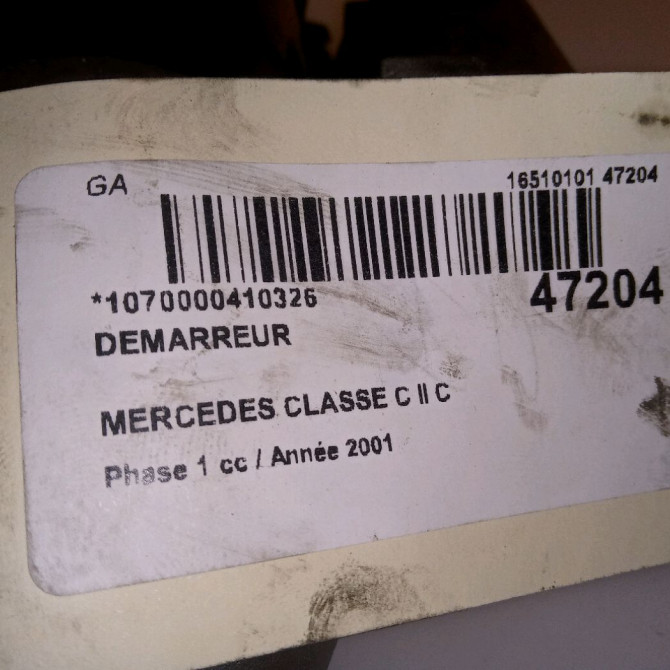 GA
16510101 47204
*1070000410326
47204
DEMARREUR
MERCEDES CLASSE C II C
Phase 1 cc / Année 2001